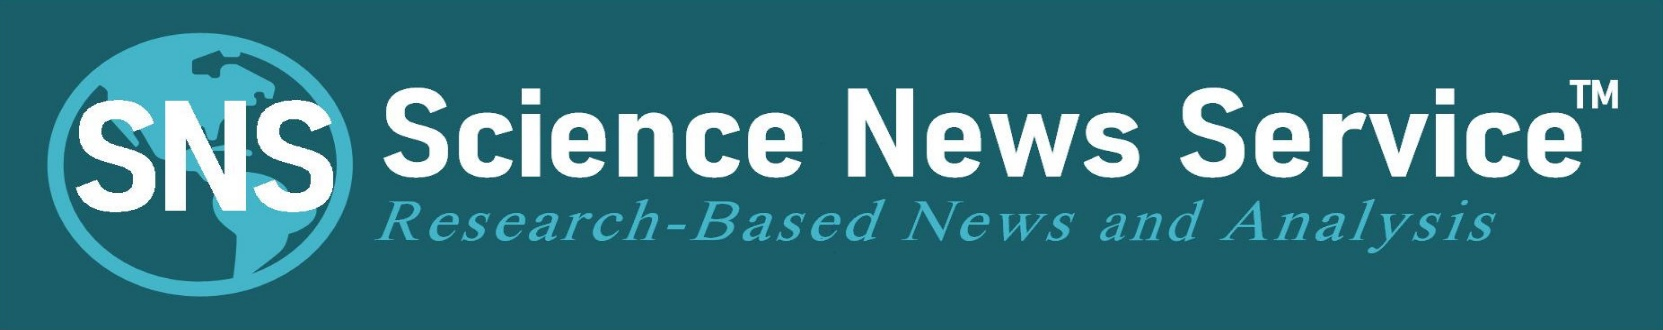 SNS
Science News Service™
Research-Based News and Analysis